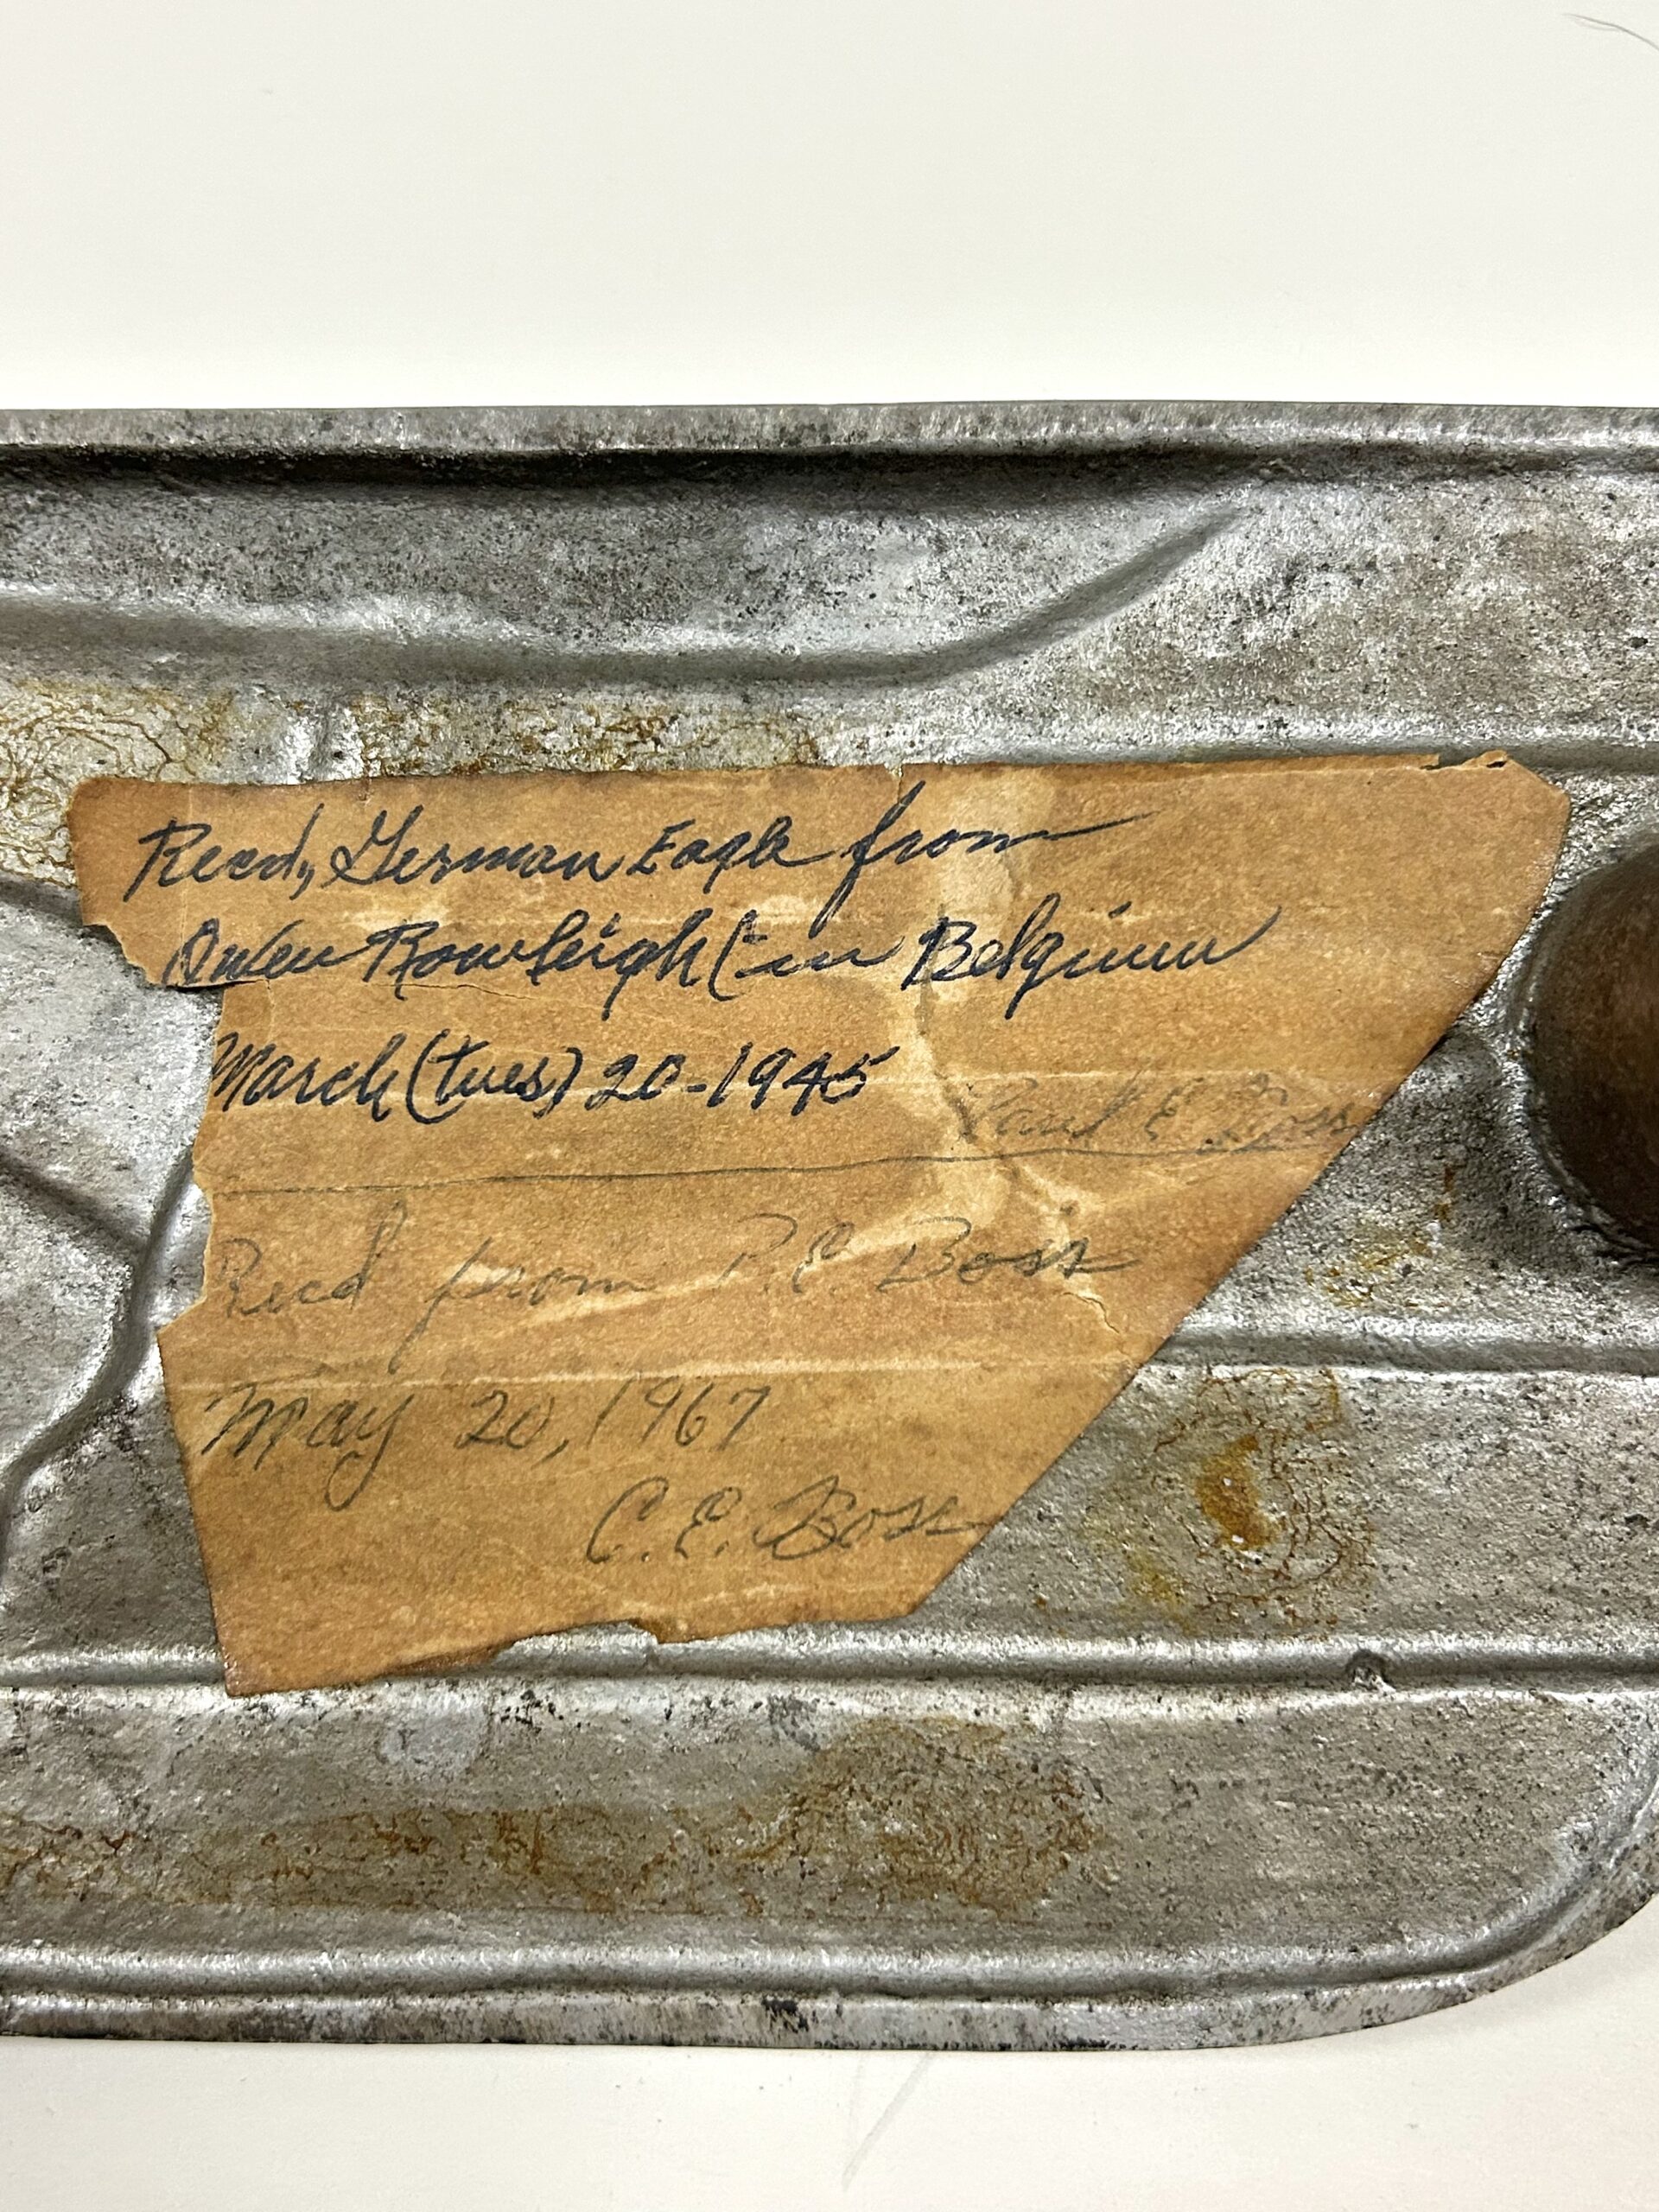 Recd, German Eagle from
Owen Rowleigh (- in Belgium
March (tues) 20-1945
Paul E Boss
Recd from P.E. Boss
May 20, 1967
C. E. Boss